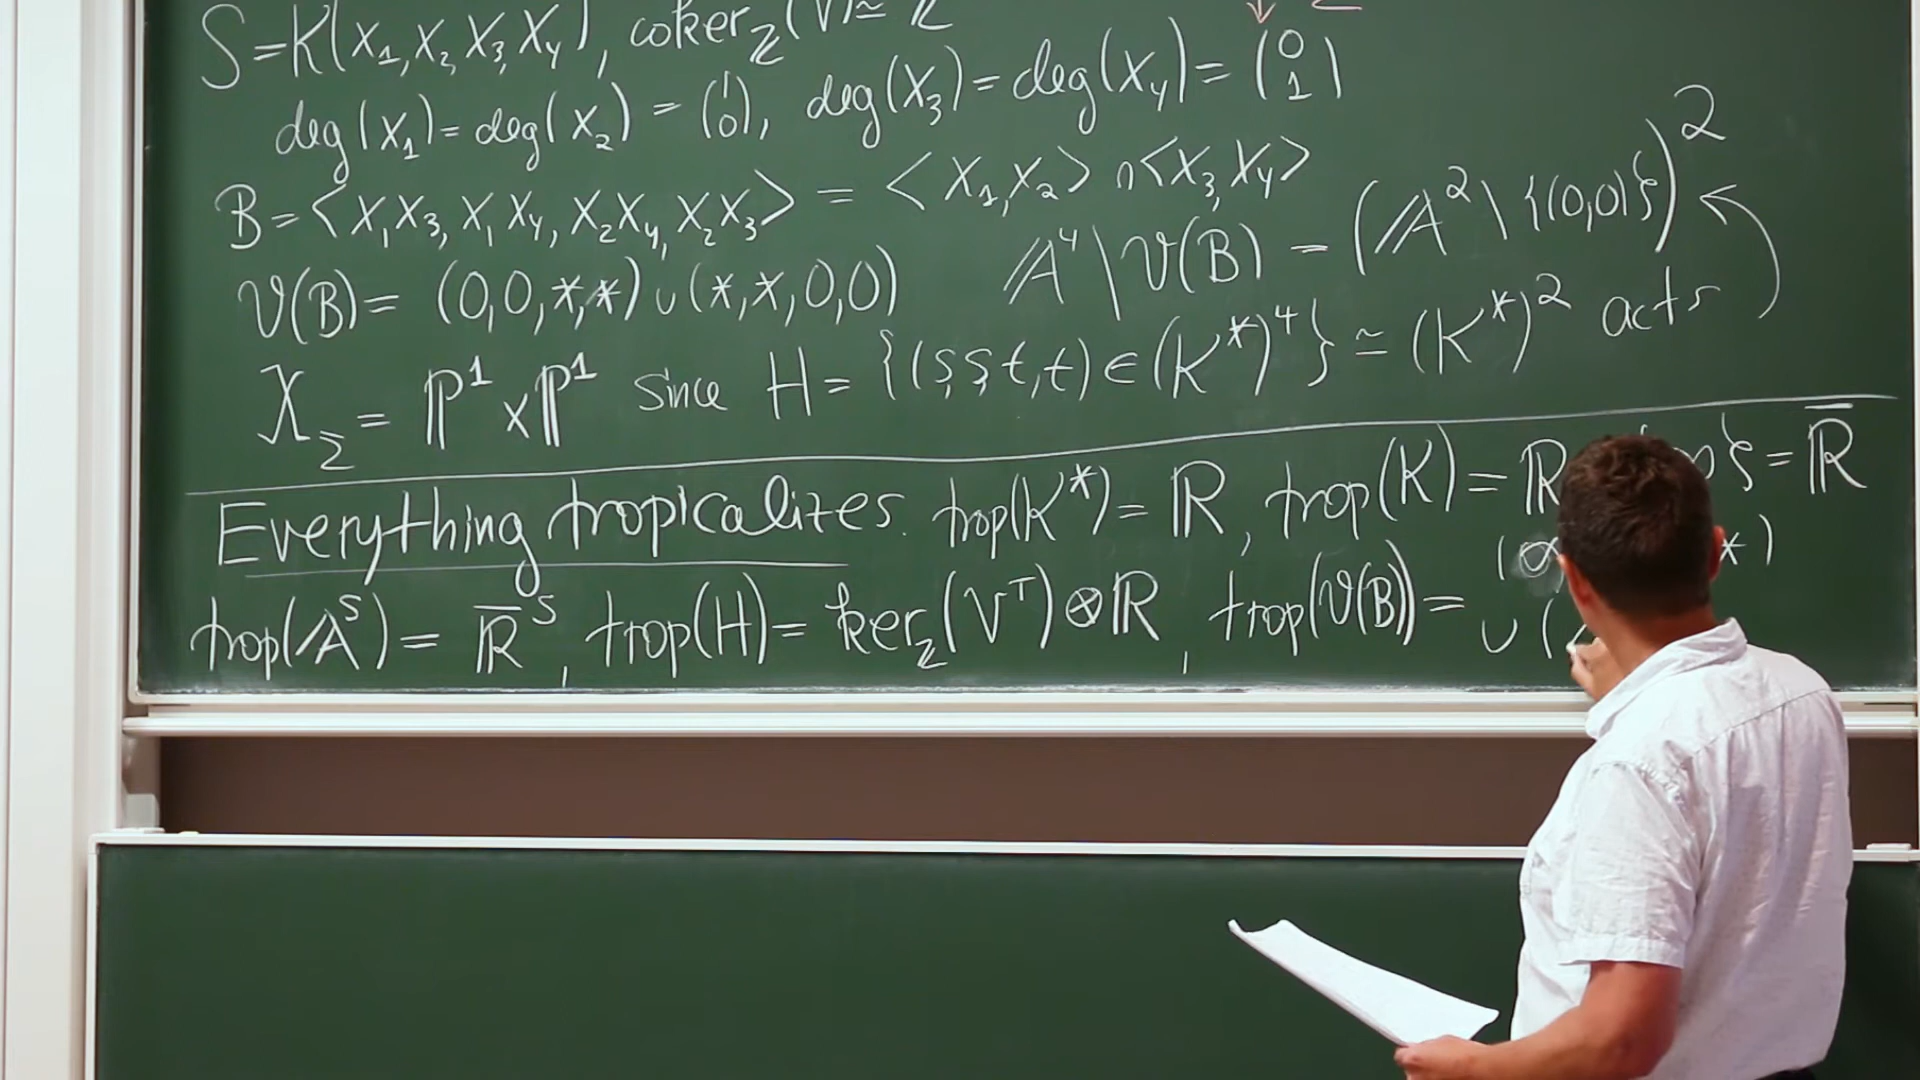 S=K[X₁,X₂,X₃,X₄], coker_ℤ(V)≃ℤ
deg(X₁)=deg(X₂)=(1 0), deg(X₃)=deg(X₄)=(0 1)
B=<X₁X₃,X₁X₄,X₂X₄,X₂X₃> = <X₁,X₂>∩<X₃,X₄>
V(B)= (0,0,*,*)∪(*,*,0,0) 𝔸⁴\V(B) = (𝔸²\{(0,0)})²
X_Σ = ℙ¹×ℙ¹ since H={(s,s,t,t)∈(K*)⁴}≃(K*)² acts
Everything tropicalizes. trop(K*)=ℝ, trop(K)=ℝ }=ℝ̄
trop(𝔸ˢ)=ℝ̄ˢ, trop(H)=ker_ℤ(Vᵀ)⊗ℝ, trop(V(B))= (∞ *)
∪(